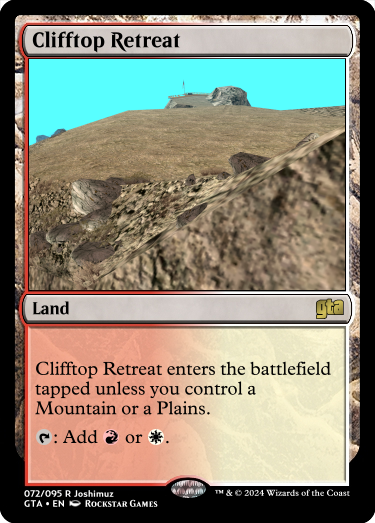 Clifftop Retreat
Land
gta
Clifftop Retreat enters the battlefield
tapped unless you control a
Mountain or a Plains.
: Add or .
072/095 R Joshimuz
GTA • EN Rockstar Games
™ & © 2024 Wizards of the Coast